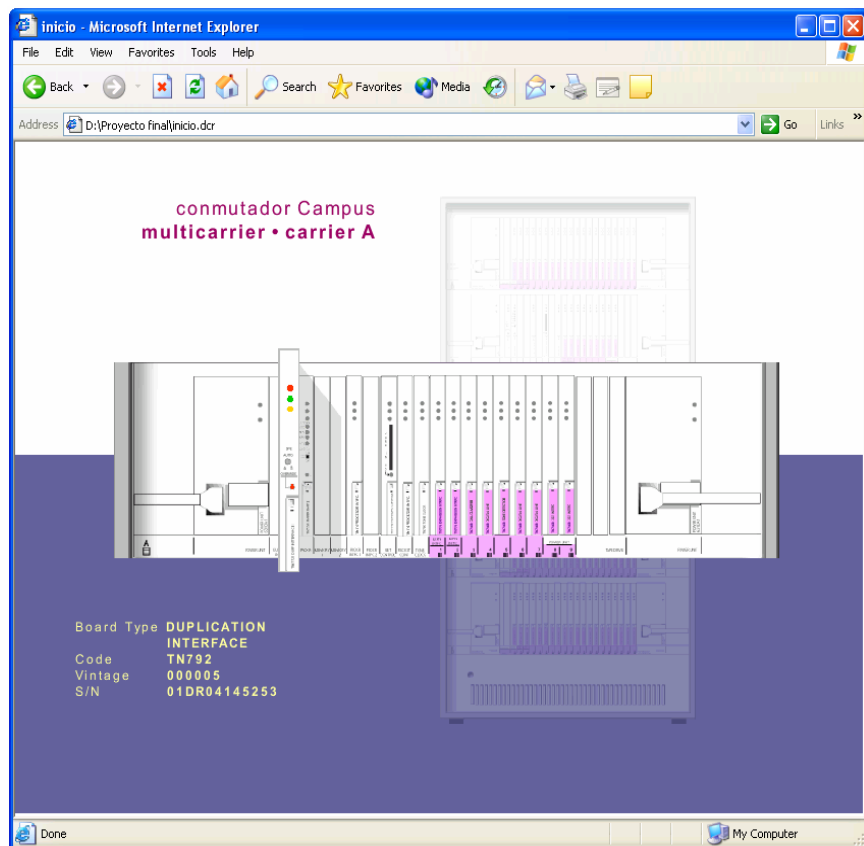 inicio - Microsoft Internet Explorer
File Edit View Favorites Tools Help
Back Search Favorites Media
Address D:\Proyecto final\inicio.dcr Go Links »
conmutador Campus
multicarrier • carrier A
A
Board Type DUPLICATION
INTERFACE
Code TN792
Vintage 000005
S/N 01DR04145253
Done My Computer